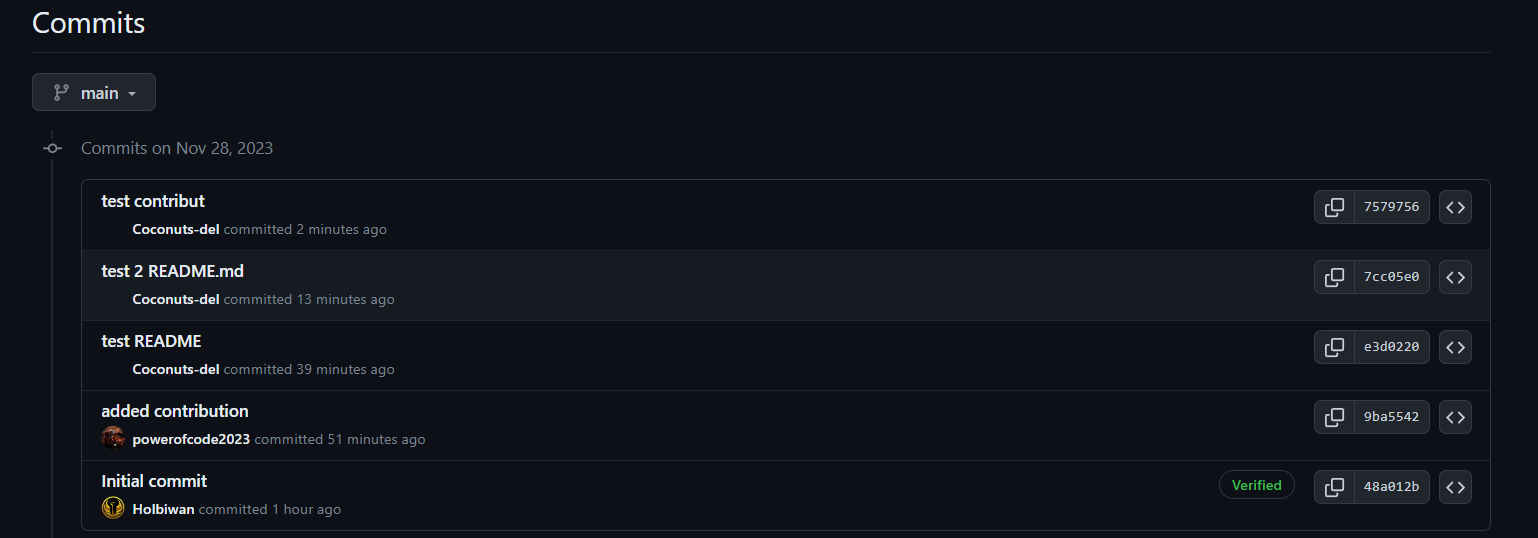 Commits
main
Commits on Nov 28, 2023
test contribut
Coconuts-del committed 2 minutes ago
7579756
test 2 README.md
Coconuts-del committed 13 minutes ago
7cc05e0
test README
Coconuts-del committed 39 minutes ago
e3d0220
added contribution
powerofcode2023 committed 51 minutes ago
9ba5542
Initial commit
Holbiwan committed 1 hour ago
Verified
48a012b